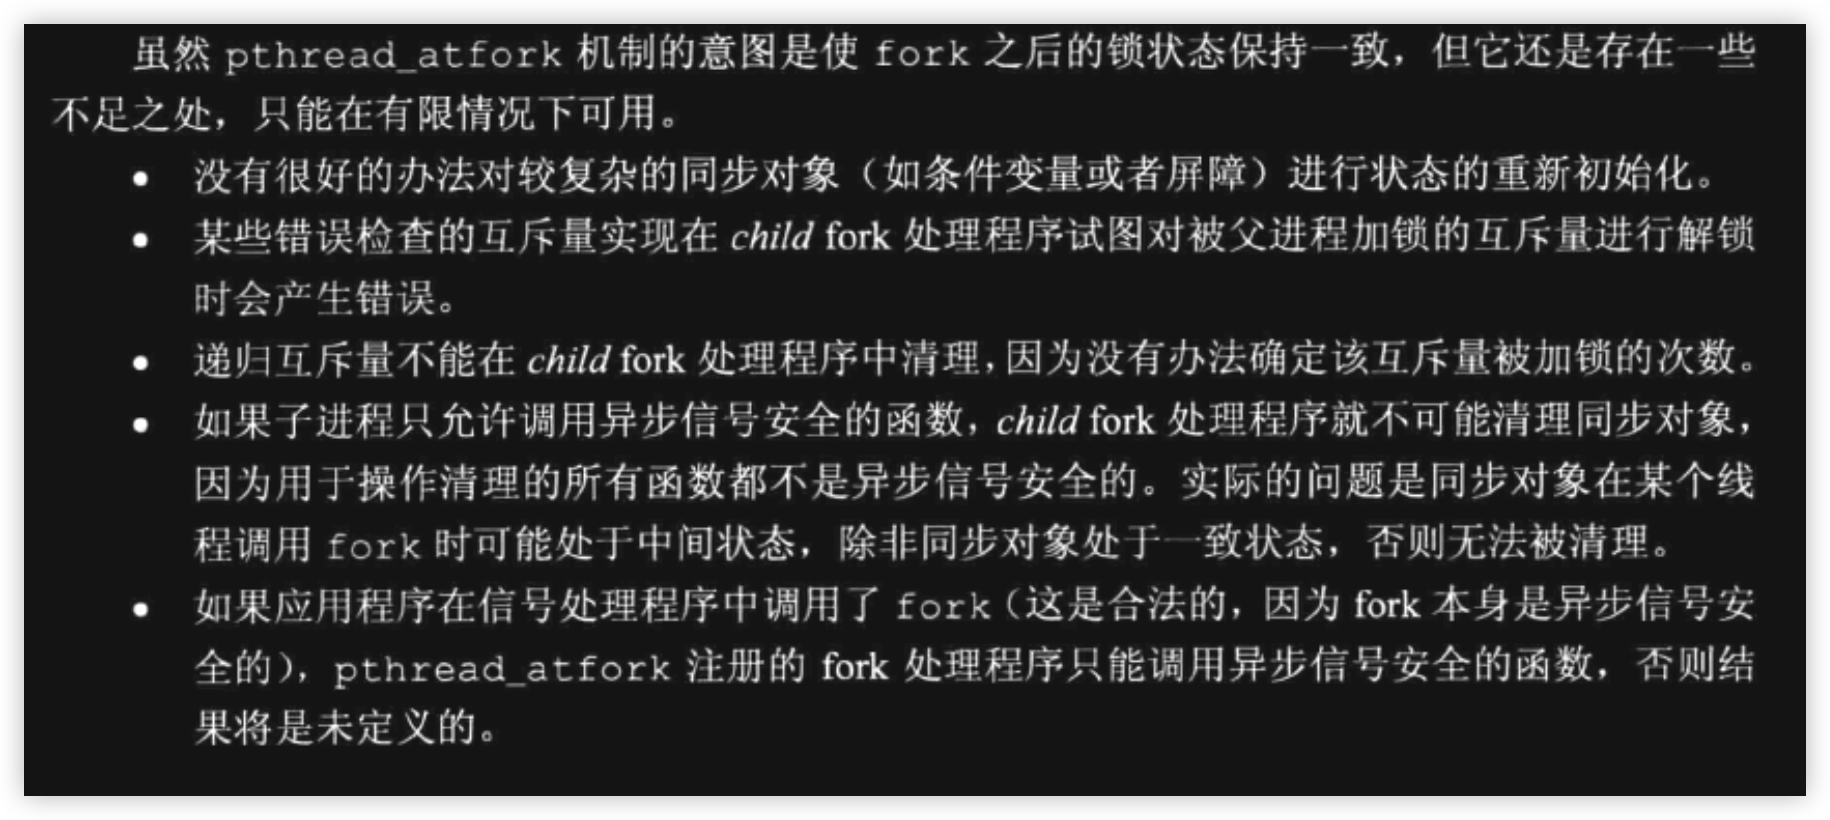 虽然 pthread_atfork 机制的意图是使 fork 之后的锁状态保持一致，但它还是存在一些
不足之处，只能在有限情况下可用。
• 没有很好的办法对较复杂的同步对象（如条件变量或者屏障）进行状态的重新初始化。
• 某些错误检查的互斥量实现在 child fork 处理程序试图对被父进程加锁的互斥量进行解锁
时会产生错误。
• 递归互斥量不能在 child fork 处理程序中清理，因为没有办法确定该互斥量被加锁的次数。
• 如果子进程只允许调用异步信号安全的函数，child fork 处理程序就不可能清理同步对象，
因为用于操作清理的所有函数都不是异步信号安全的。实际的问题是同步对象在某个线
程调用 fork 时可能处于中间状态，除非同步对象处于一致状态，否则无法被清理。
• 如果应用程序在信号处理程序中调用了 fork（这是合法的，因为 fork 本身是异步信号安
全的），pthread_atfork 注册的 fork 处理程序只能调用异步信号安全的函数，否则结
果将是未定义的。